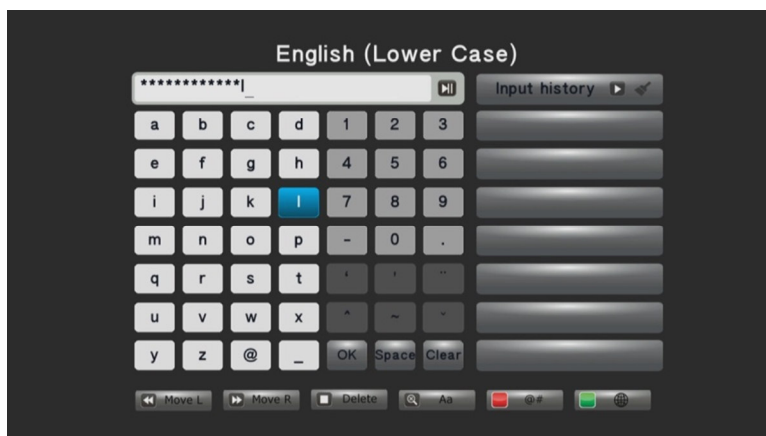 English (Lower Case)
************l_
Input history
a b c d 1 2 3
e f g h 4 5 6
i j k l 7 8 9
m n o p - 0 .
q r s t ‘ ' ¨
u v w x ^ ~ ˇ
y z @ _ OK Space Clear
Move L Move R Delete Aa @#